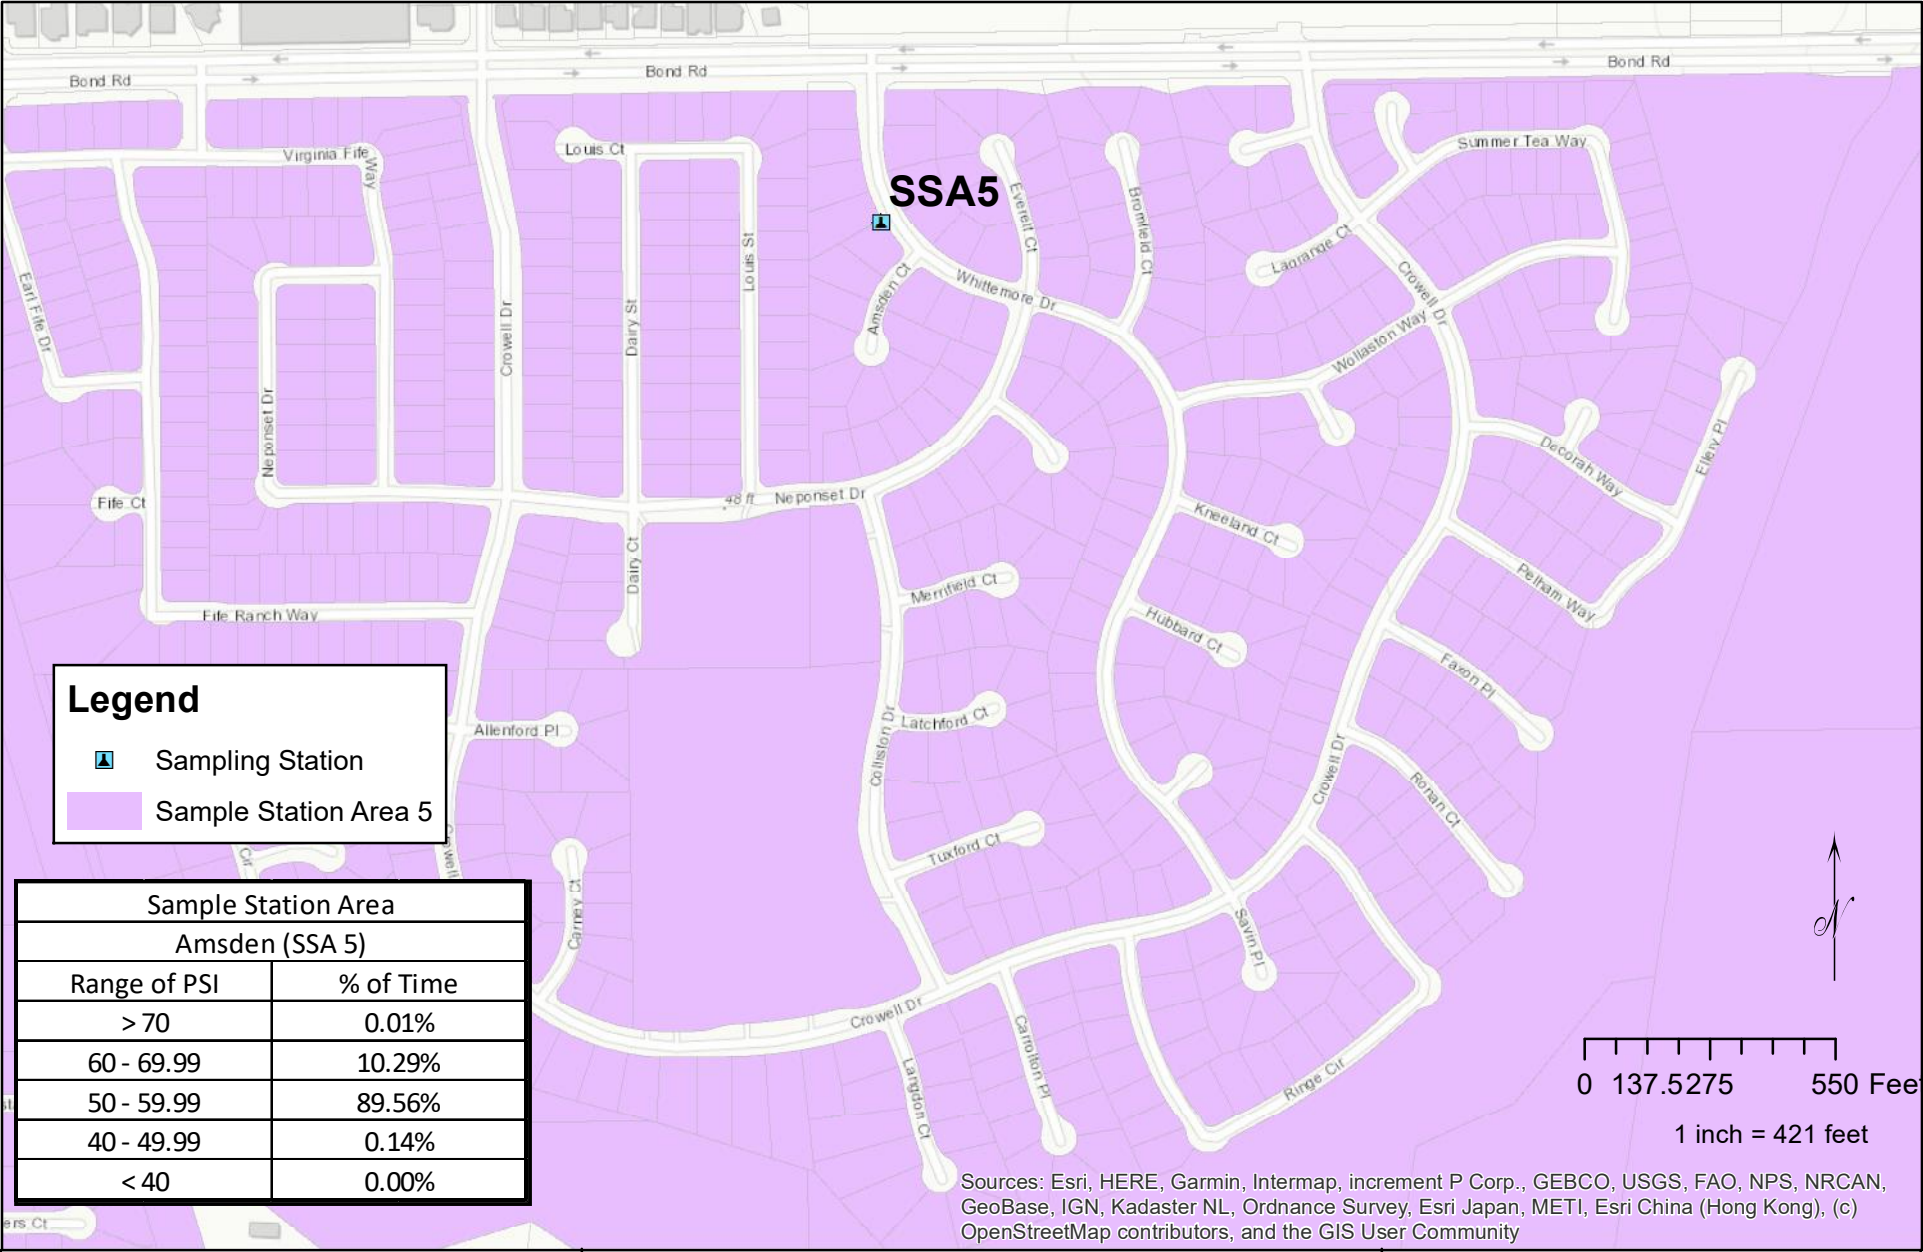 Bond Rd
Bond Rd
Bond Rd
Virginia Fife
Way
Louis Ct
Summer Tea Way
SSA5
Everett Ct
Bromfield Ct
Earl Fife Dr
Crowell Dr
Dairy St
Louis St
Amsden Ct
Whittemore Dr
Lagrange Ct
Crowell Dr
Wollaston Way
Neponset Dr
Decorah Way
Ellery Pl
Fife Ct
48 ft
Neponset Dr
Kneeland Ct
Dairy Ct
Merrifield Ct
Pelham Way
Fife Ranch Way
Hubbard Ct
Faxon Pl
Legend
Sampling Station
Sample Station Area 5
Allenford Pl
Colliston Dr
Latchford Ct
Crowell Dr
Ronan Ct
Tuxford Ct
Cir
Carney Ct
Savin Pl
Sample Station Area
Amsden (SSA 5)
Range of PSI % of Time
> 70 0.01%
60 - 69.99 10.29%
50 - 59.99 89.56%
40 - 49.99 0.14%
< 40 0.00%
Crowell Dr
Langdon Ct
Carrolton Pl
Ringe Cir
N
0 137.5 275 550 Feet
1 inch = 421 feet
ers Ct
Sources: Esri, HERE, Garmin, Intermap, increment P Corp., GEBCO, USGS, FAO, NPS, NRCAN,
GeoBase, IGN, Kadaster NL, Ordnance Survey, Esri Japan, METI, Esri China (Hong Kong), (c)
OpenStreetMap contributors, and the GIS User Community